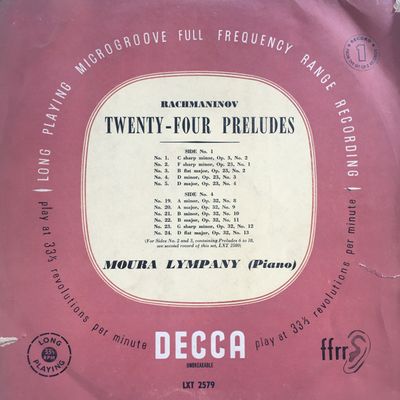 LONG PLAYING MICROGROOVE FULL FREQUENCY RANGE RECORDING
RECORD
1
RACHMANINOV
TWENTY-FOUR PRELUDES
SIDE No. 1
No. 1. C sharp minor, Op. 3, No. 2
No. 2. F sharp minor, Op. 23, No. 1
No. 3. B flat major, Op. 23, No. 2
No. 4. D minor, Op. 23, No. 3
No. 5. D major, Op. 23, No. 4
SIDE No. 4
No. 19. A minor, Op. 32, No. 8
No. 20. A major, Op. 32, No. 9
No. 21. B minor, Op. 32, No. 10
No. 22. B major, Op. 32, No. 11
No. 23. G sharp minor, Op. 32, No. 12
No. 24. D flat major, Op. 32, No. 13
(For Sides No. 2 and 3, containing Preludes 6 to 18,
see second record of this set, LXT 2580)
MOURA LYMPANY (Piano)
play at 33⅓ revolutions per minute
play at 33⅓ revolutions per minute
LONG
33⅓
RPM
PLAYING
DECCA
UNBREAKABLE
ffrr
LXT 2579